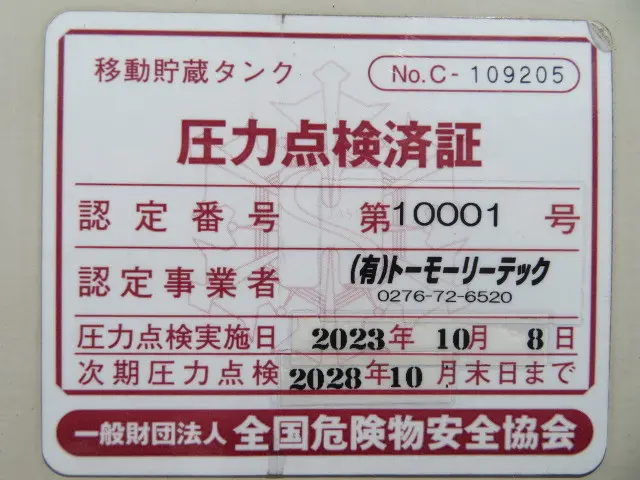 移動貯蔵タンク No.C-109205
圧力点検済証
認定番号 第10001号
認定事業者 (有)トーモーリーテック
0276-72-6520
圧力点検実施日 2023年10月8日
次期圧力点検 2028年10月末日まで
一般財団法人 全国危険物安全協会